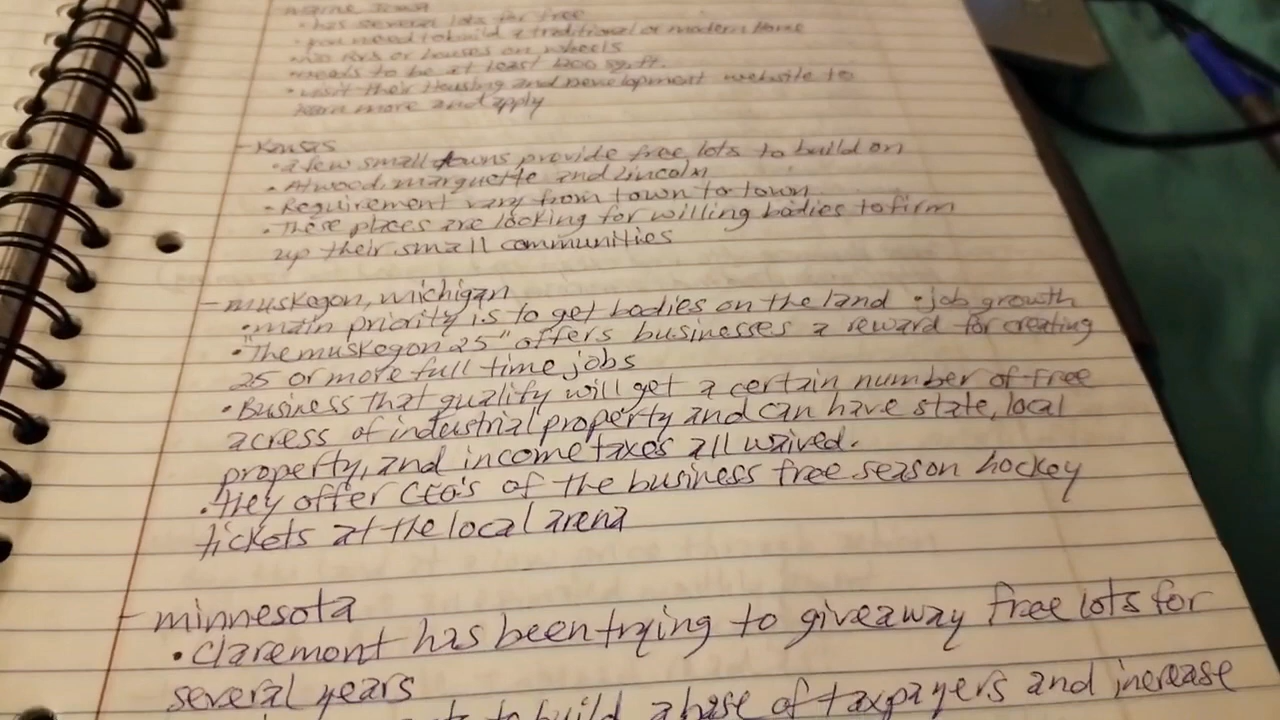 Iowa
• has several lots for free
• you need to build a traditional or modern home
• no RVs or houses on wheels
• needs to be at least 1200 sq. ft.
• visit their Housing and Development website to
learn more and apply
- Kansas
• a few small towns provide free lots to build on
• Atwood, marquette and Lincoln
• Requirement vary from town to town
• These places are looking for willing bodies to firm
up their small communities
- muskegon, michigan
• main priority is to get bodies on the land • job growth
• "The muskegon 25" offers businesses a reward for creating
25 or more full time jobs
• Business that qualify will get a certain number of free
acress of industrial property and can have state, local
property, and income taxes all waived.
• they offer CEO's of the business free season hockey
tickets at the local arena
- minnesota
• Claremont has been trying to giveaway free lots for
several years
to build a base of taxpayers and increase